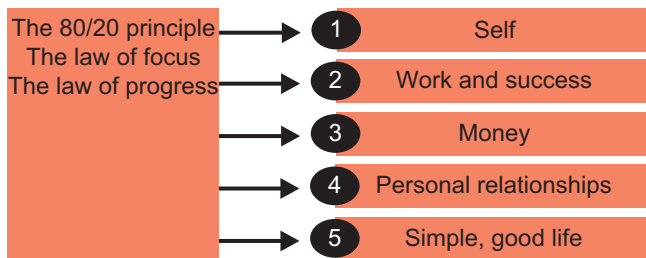 The 80/20 principle
The law of focus
The law of progress
1 Self
2 Work and success
3 Money
4 Personal relationships
5 Simple, good life